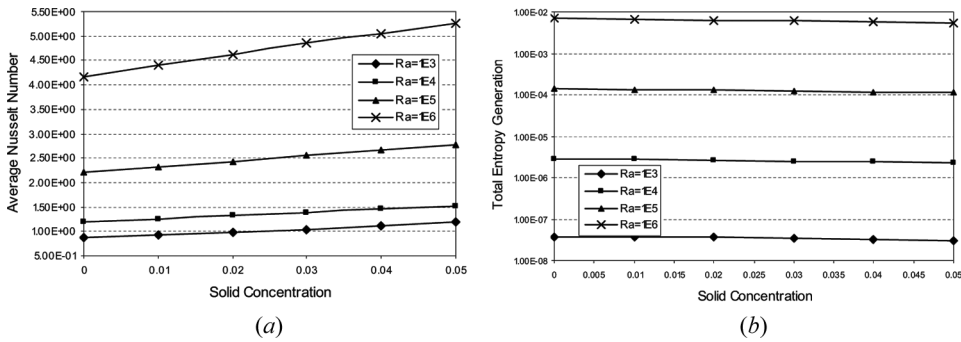 5.50E+00
5.00E+00
4.50E+00
4.00E+00
3.50E+00
3.00E+00
2.50E+00
2.00E+00
1.50E+00
1.00E+00
5.00E-01
Average Nusselt Number
Ra=1E3
Ra=1E4
Ra=1E5
Ra=1E6
0 0.01 0.02 0.03 0.04 0.05
Solid Concentration
(a)
1.00E-02
1.00E-03
1.00E-04
1.00E-05
1.00E-06
1.00E-07
1.00E-08
Total Entropy Generation
Ra=1E3
Ra=1E4
Ra=1E5
Ra=1E6
0 0.005 0.01 0.015 0.02 0.025 0.03 0.035 0.04 0.045 0.05
Solid Concentration
(b)